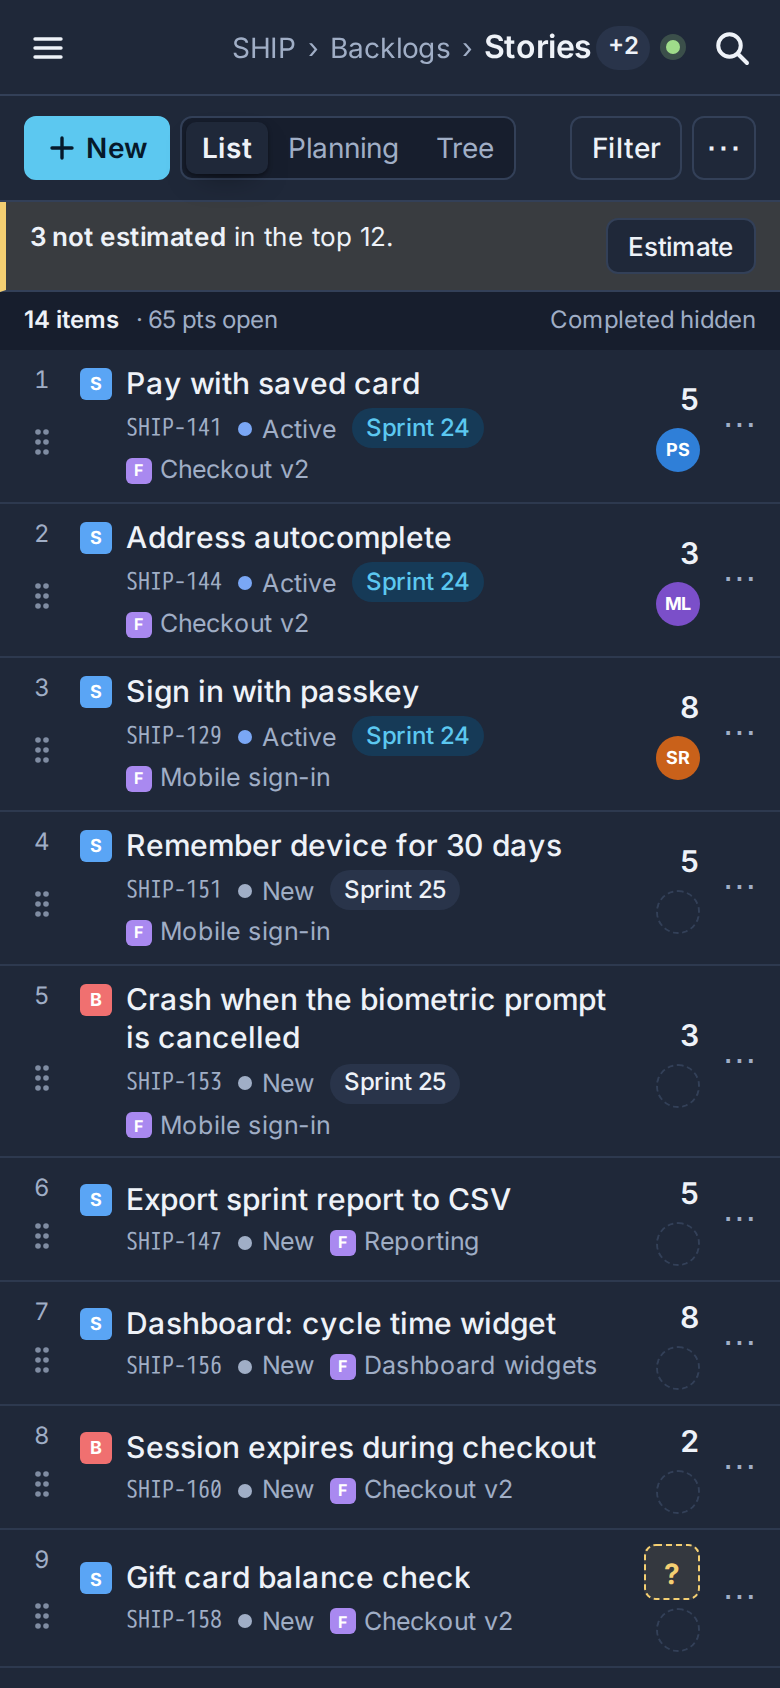 SHIP › Backlogs › Stories +2
+ New List Planning Tree Filter ...
3 not estimated in the top 12. Estimate
14 items · 65 pts open Completed hidden
1 S Pay with saved card 5 ...
SHIP-141 Active Sprint 24 PS
F Checkout v2
2 S Address autocomplete 3 ...
SHIP-144 Active Sprint 24 ML
F Checkout v2
3 S Sign in with passkey 8 ...
SHIP-129 Active Sprint 24 SR
F Mobile sign-in
4 S Remember device for 30 days 5 ...
SHIP-151 New Sprint 25
F Mobile sign-in
5 B Crash when the biometric prompt
is cancelled 3 ...
SHIP-153 New Sprint 25
F Mobile sign-in
6 S Export sprint report to CSV 5 ...
SHIP-147 New F Reporting
7 S Dashboard: cycle time widget 8 ...
SHIP-156 New F Dashboard widgets
8 B Session expires during checkout 2 ...
SHIP-160 New F Checkout v2
9 S Gift card balance check ? ...
SHIP-158 New F Checkout v2